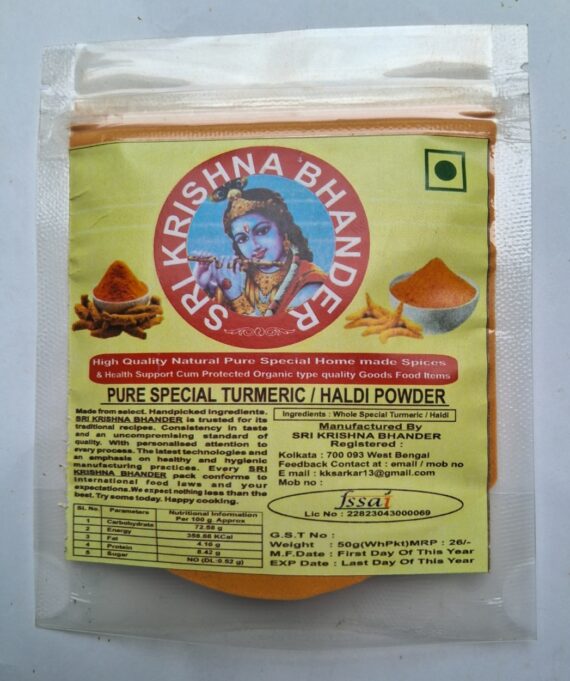 SRI KRISHNA BHANDER
High Quality Natural Pure Special Home made Spices
& Health Support Cum Protected Organic type quality Goods Food Items
PURE SPECIAL TURMERIC / HALDI POWDER
Made from select. Handpicked ingredients.
SRI KRISHNA BHANDER is trusted for its
traditional recipes. Consistency in taste
and an uncompromising standard of
quality. With personalised attention to
every process. The latest technologies and
an emphasis on healthy and hygienic
manufacturing practices. Every SRI
KRISHNA BHANDER pack conforms to
international food laws and your
expectations. We expect nothing less than the
best. Try some today. Happy cooking.
Sl. No. Parameters Nutritional Information
Per 100 g Approx
1 Carbohydrate 72.58 g
2 Energy 358.88 KCal
3 Fat 4.16 g
4 Protein 8.42 g
5 Sugar NO (DL:0.52 g)
Ingredients : Whole Special Turmeric / Haldi
Manufactured By
SRI KRISHNA BHANDER
Registered :
Kolkata : 700 093 West Bengal
Feedback Contact at : email / mob no
E mail : kksarkar13@gmail.com
Mob no :
fssai
Lic No : 22823043000069
G.S.T No :
Weight : 50g(WhPkt)MRP : 26/-
M.F.Date : First Day Of This Year
EXP Date : Last Day Of This Year